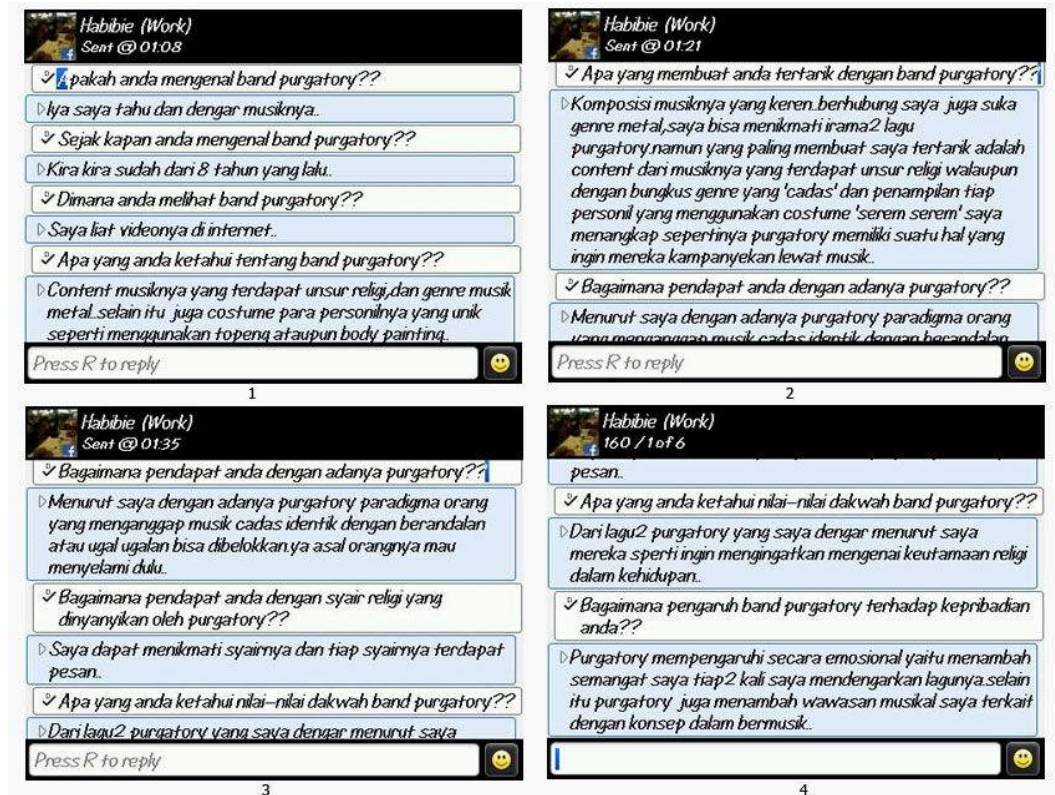 Habibie (Work)
Sent @ 01:08
Apakah anda mengenal band purgatory??
Iya saya tahu dan dengar musiknya..
Sejak kapan anda mengenal band purgatory??
Kira kira sudah dari 8 tahun yang lalu..
Dimana anda melihat band purgatory??
Saya liat videonya di internet..
Apa yang anda ketahui tentang band purgatory??
Content musiknya yang terdapat unsur religi,dan genre musik
metal..selain itu juga costume para personilnya yang unik
seperti menggunakan topeng ataupun body painting..
Press R to reply
1
Habibie (Work)
Sent @ 01:21
Apa yang membuat anda tertarik dengan band purgatory??
Komposisi musiknya yang keren..berhubung saya juga suka
genre metal,saya bisa menikmati irama2 lagu
purgatory.namun yang paling membuat saya tertarik adalah
content dari musiknya yang terdapat unsur religi walaupun
dengan bungkus genre yang 'cadas' dan penampilan tiap
personil yang menggunakan costume 'serem serem' saya
menangkap sepertinya purgatory memiliki suatu hal yang
ingin mereka kampanyekan lewat musik..
Bagaimana pendapat anda dengan adanya purgatory??
Menurut saya dengan adanya purgatory paradigma orang
yang menganggap musik cadas identik dengan berandalan
Press R to reply
2
Habibie (Work)
Sent @ 01:35
Bagaimana pendapat anda dengan adanya purgatory??
Menurut saya dengan adanya purgatory paradigma orang
yang menganggap musik cadas identik dengan berandalan
atau ugal ugalan bisa dibelokkan.ya asal orangnya mau
menyelami dulu..
Bagaimana pendapat anda dengan syair religi yang
dinyanyikan oleh purgatory??
Saya dapat menikmati syairnya dan tiap syairnya terdapat
pesan..
Apa yang anda ketahui nilai-nilai dakwah band purgatory??
Dari lagu2 purgatory yang saya dengar menurut saya
Press R to reply
3
Habibie (Work)
160 / 1 of 6
pesan..
Apa yang anda ketahui nilai-nilai dakwah band purgatory??
Dari lagu2 purgatory yang saya dengar menurut saya
mereka sperti ingin mengingatkan mengenai keutamaan religi
dalam kehidupan..
Bagaimana pengaruh band purgatory terhadap kepribadian
anda??
Purgatory mempengaruhi secara emosional yaitu menambah
semangat saya tiap2 kali saya mendengarkan lagunya.selain
itu purgatory juga menambah wawasan musikal saya terkait
dengan konsep dalam bermusik..
4